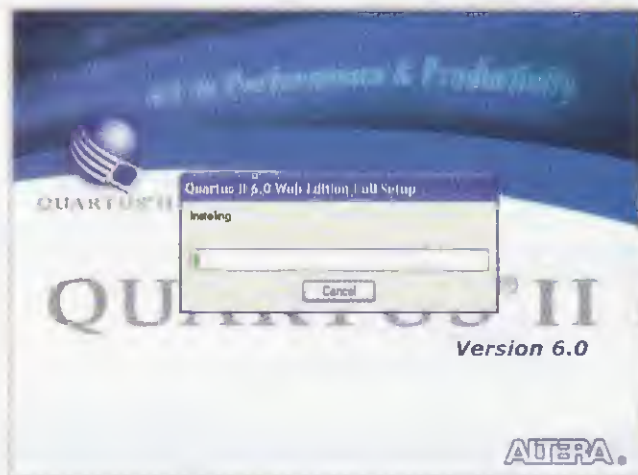 in Performance & Productivity
QUARTUS II
Quartus II 6.0 Web Edition Full Setup
Installing
Cancel
QUARTUS® II
Version 6.0
ALTERA®